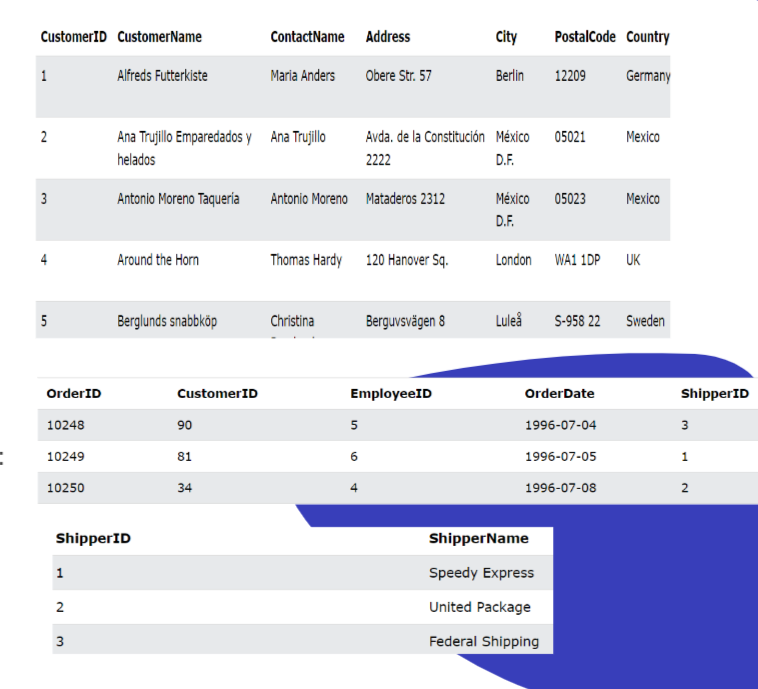 CustomerID CustomerName ContactName Address City PostalCode Country
1 Alfreds Futterkiste Maria Anders Obere Str. 57 Berlin 12209 Germany
2 Ana Trujillo Emparedados y Ana Trujillo Avda. de la Constitución México 05021 Mexico
helados 2222 D.F.
3 Antonio Moreno Taquería Antonio Moreno Mataderos 2312 México 05023 Mexico
D.F.
4 Around the Horn Thomas Hardy 120 Hanover Sq. London WA1 1DP UK
5 Berglunds snabbköp Christina Berguvsvägen 8 Luleå S-958 22 Sweden
OrderID CustomerID EmployeeID OrderDate ShipperID
10248 90 5 1996-07-04 3
10249 81 6 1996-07-05 1
10250 34 4 1996-07-08 2
ShipperID ShipperName
1 Speedy Express
2 United Package
3 Federal Shipping